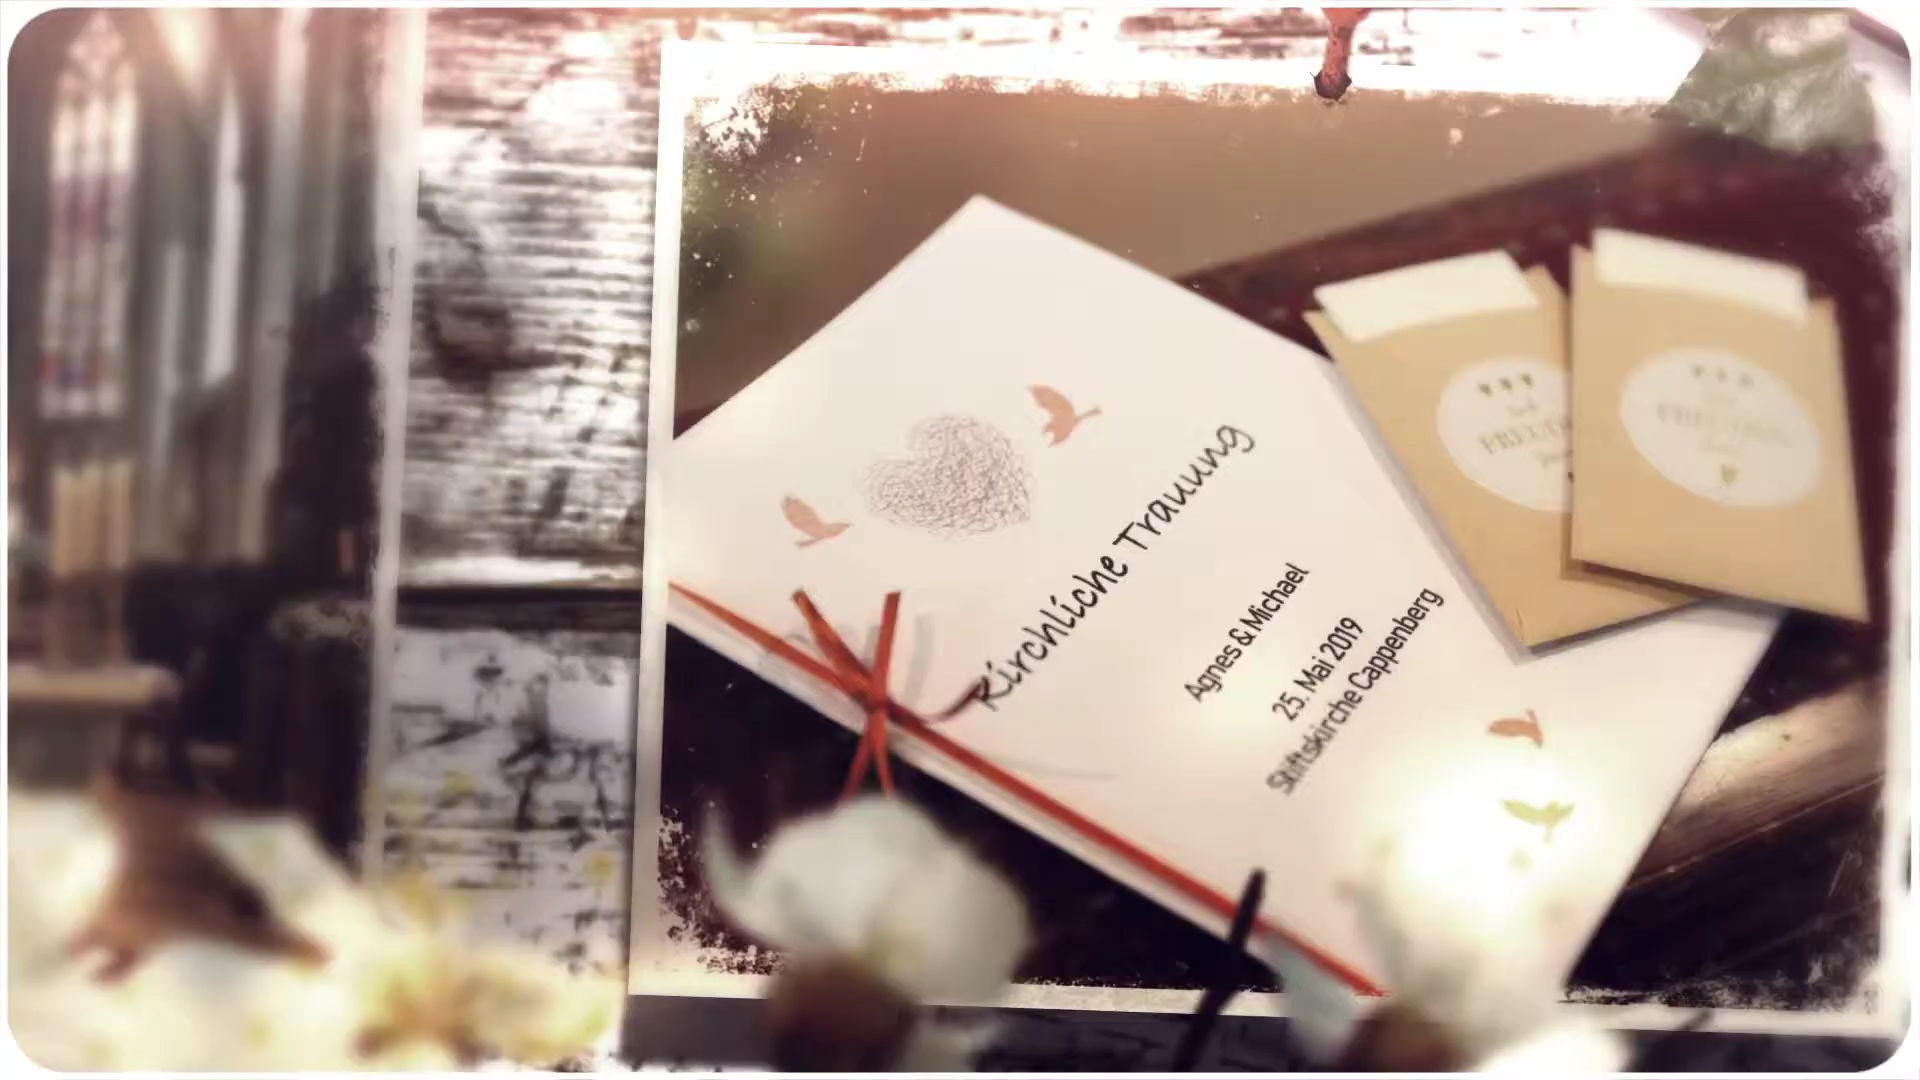 Kirchliche Trauung
Agnes & Michael
25. Mai 2019
Stiftskirche Cappenberg